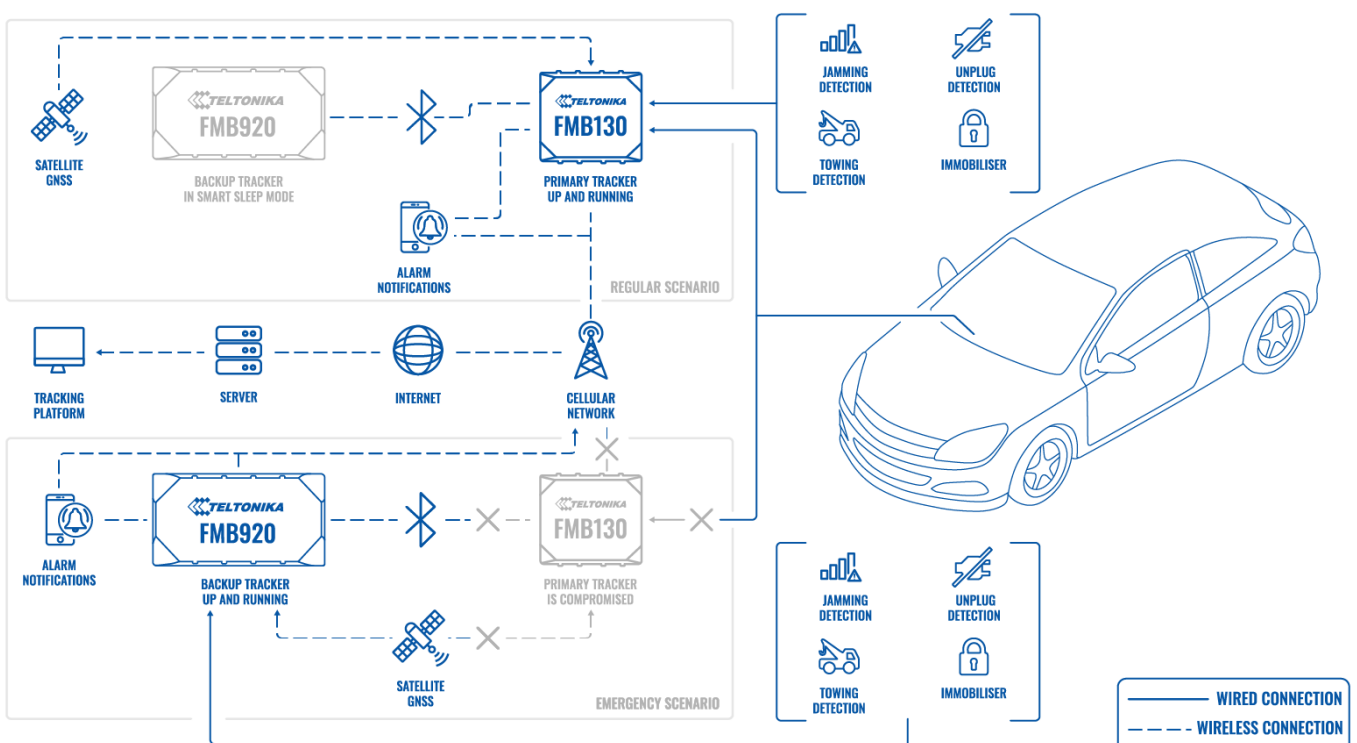 TELTONIKA
FMB920
BACKUP TRACKER
IN SMART SLEEP MODE
SATELLITE
GNSS
TELTONIKA
FMB130
PRIMARY TRACKER
UP AND RUNNING
ALARM
NOTIFICATIONS
REGULAR SCENARIO
JAMMING
DETECTION
UNPLUG
DETECTION
TOWING
DETECTION
IMMOBILISER
TRACKING
PLATFORM
SERVER
INTERNET
CELLULAR
NETWORK
ALARM
NOTIFICATIONS
TELTONIKA
FMB920
BACKUP TRACKER
UP AND RUNNING
TELTONIKA
FMB130
PRIMARY TRACKER
IS COMPROMISED
SATELLITE
GNSS
EMERGENCY SCENARIO
JAMMING
DETECTION
UNPLUG
DETECTION
TOWING
DETECTION
IMMOBILISER
WIRED CONNECTION
WIRELESS CONNECTION